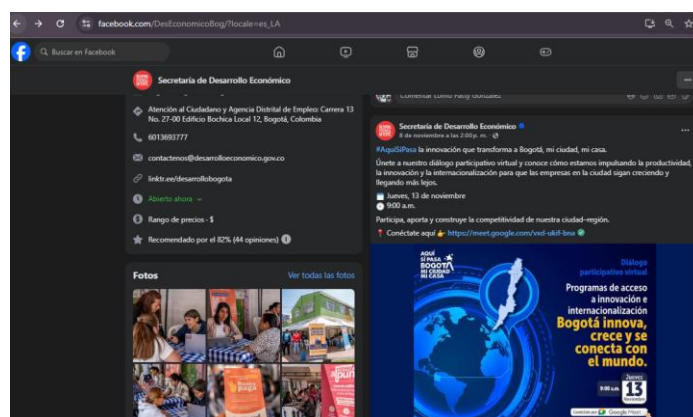 facebook.com/DesEconomicoBog/?locale=es_LA
Buscar en Facebook
Secretaría de Desarrollo Económico
Atención al Ciudadano y Agencia Distrital de Empleo: Carrera 13
No. 27-00 Edificio Bochica Local 12, Bogotá, Colombia
6013693777
contactenos@desarrolloeconomico.gov.co
linktr.ee/desarrollobogota
Abierto ahora
Rango de precios · $
Recomendado por el 82% (44 opiniones)
Fotos
Ver todas las fotos
Comentar como Patty González
Secretaría de Desarrollo Económico
8 de noviembre a las 2:00 p. m. ·
#AquíSíPasa la innovación que transforma a Bogotá, mi ciudad, mi casa.
Únete a nuestro diálogo participativo virtual y conoce cómo estamos impulsando la productividad,
la innovación y la internacionalización para que las empresas en la ciudad sigan creciendo y
llegando más lejos.
Jueves, 13 de noviembre
9:00 a.m.
Participa, aporta y construye la competitividad de nuestra ciudad–región.
Conéctate aquí https://meet.google.com/vxd-ukif-bna
AQUÍ
SÍ PASA
BOGOTÁ
MI CIUDAD
MI CASA
Diálogo
participativo virtual
Programas de acceso
a innovación e
internacionalización
Bogotá innova,
crece y se
conecta con
el mundo.
9:00 a.m.
Jueves
13
Noviembre
Google Meet